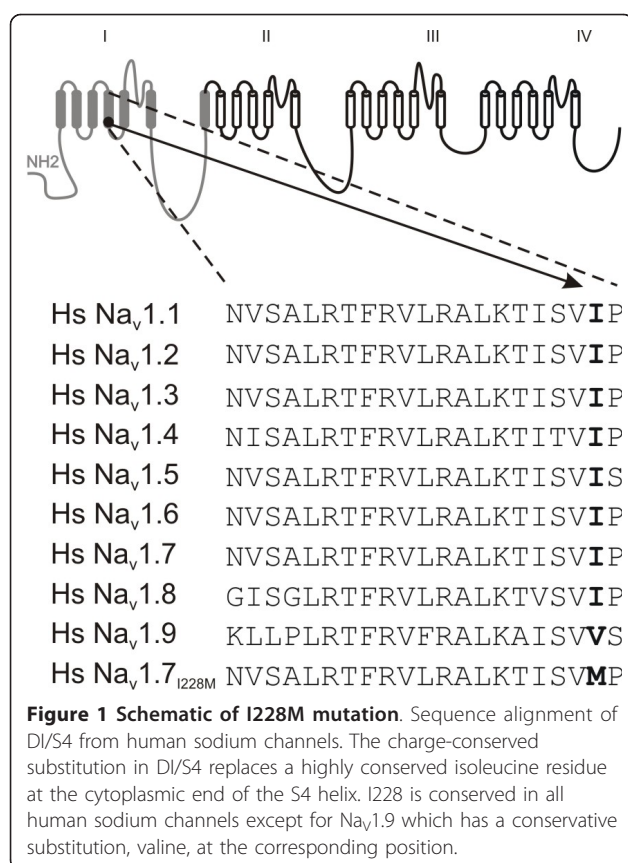 I II III IV
NH2
Hs Nav1.1 NVSALRTFRVLRALKTISVIP
Hs Nav1.2 NVSALRTFRVLRALKTISVIP
Hs Nav1.3 NVSALRTFRVLRALKTISVIP
Hs Nav1.4 NISALRTFRVLRALKTITVIP
Hs Nav1.5 NVSALRTFRVLRALKTISVIS
Hs Nav1.6 NVSALRTFRVLRALKTISVIP
Hs Nav1.7 NVSALRTFRVLRALKTISVIP
Hs Nav1.8 GISGLRTFRVLRALKTVSVIP
Hs Nav1.9 KLLPLRTFRVFRALKAISVVS
Hs Nav1.7I228M NVSALRTFRVLRALKTISVMP
Figure 1 Schematic of I228M mutation. Sequence alignment of
DI/S4 from human sodium channels. The charge-conserved
substitution in DI/S4 replaces a highly conserved isoleucine residue
at the cytoplasmic end of the S4 helix. I228 is conserved in all
human sodium channels except for NaV1.9 which has a conservative
substitution, valine, at the corresponding position.